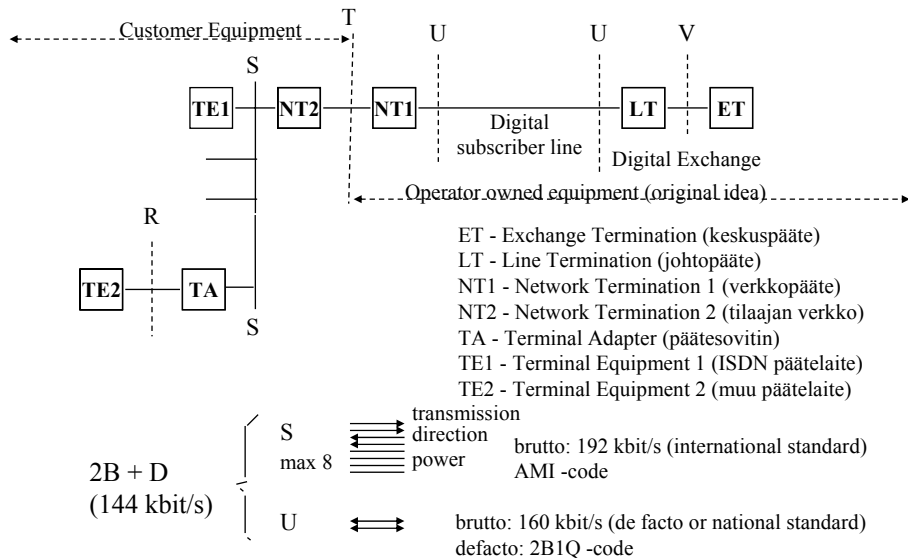 T
Customer Equipment
U
U
V
S
TE1
NT2
NT1
LT
ET
Digital
subscriber line
Digital Exchange
Operator owned equipment (original idea)
R
ET - Exchange Termination (keskuspääte)
LT - Line Termination (johtopääte)
NT1 - Network Termination 1 (verkkopääte)
NT2 - Network Termination 2 (tilaajan verkko)
TA - Terminal Adapter (päätesovitin)
TE1 - Terminal Equipment 1 (ISDN päätelaite)
TE2 - Terminal Equipment 2 (muu päätelaite)
TE2
TA
S
2B + D
(144 kbit/s)
S
max 8
transmission
direction
power
brutto: 192 kbit/s (international standard)
AMI -code
U
brutto: 160 kbit/s (de facto or national standard)
defacto: 2B1Q -code